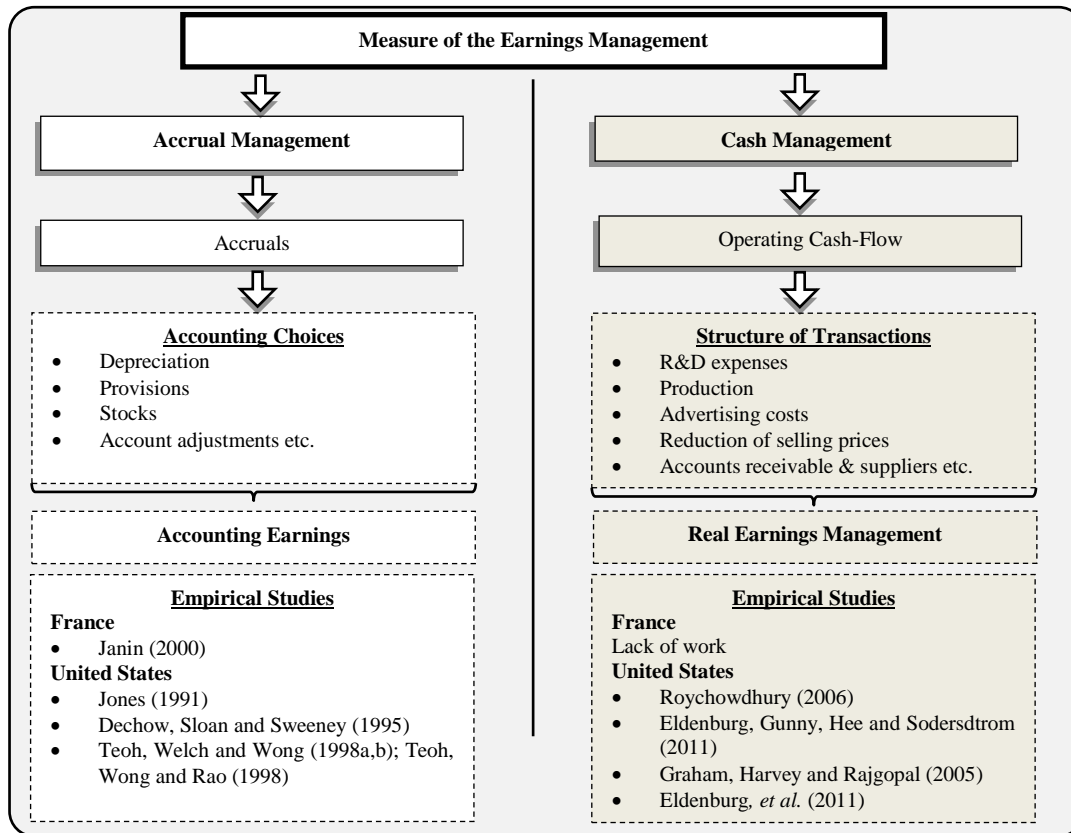 Measure of the Earnings Management
Accrual Management
Accruals
Accounting Choices
• Depreciation
• Provisions
• Stocks
• Account adjustments etc.
Accounting Earnings
Empirical Studies
France
• Janin (2000)
United States
• Jones (1991)
• Dechow, Sloan and Sweeney (1995)
• Teoh, Welch and Wong (1998a,b); Teoh,
Wong and Rao (1998)
Cash Management
Operating Cash-Flow
Structure of Transactions
• R&D expenses
• Production
• Advertising costs
• Reduction of selling prices
• Accounts receivable & suppliers etc.
Real Earnings Management
Empirical Studies
France
Lack of work
United States
• Roychowdhury (2006)
• Eldenburg, Gunny, Hee and Sodersdtrom
(2011)
• Graham, Harvey and Rajgopal (2005)
• Eldenburg, et al. (2011)